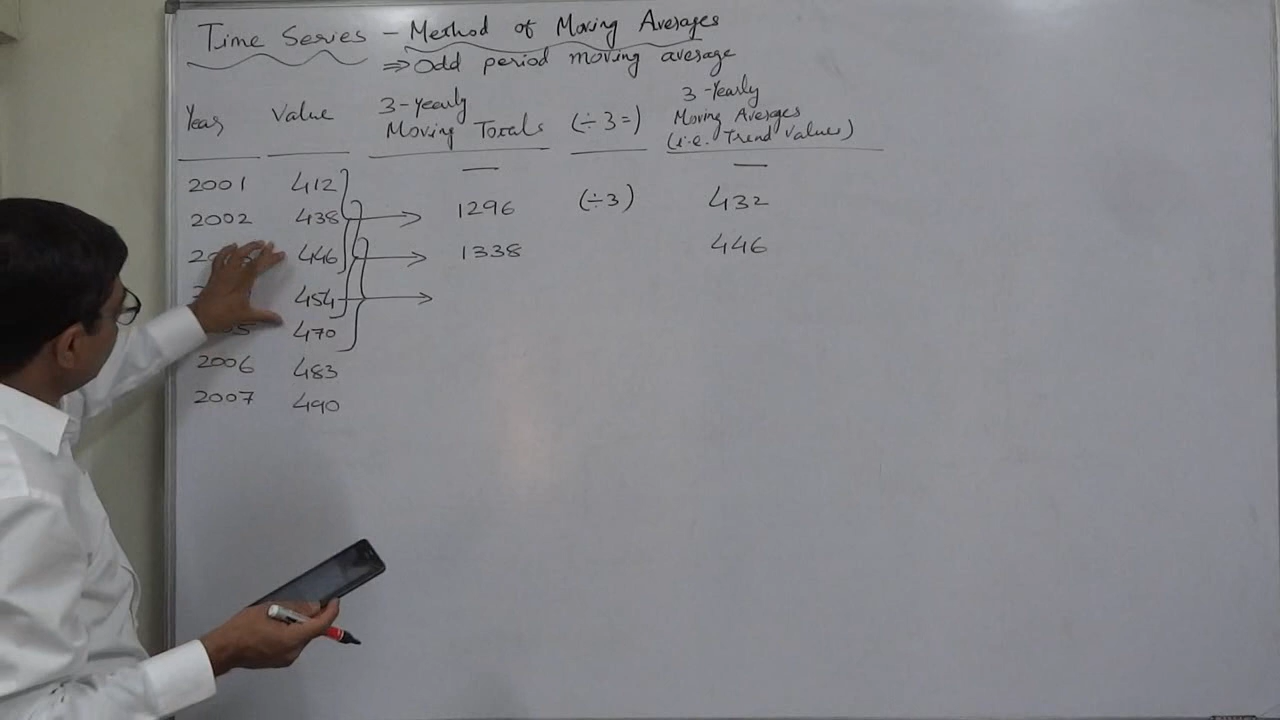 Time Series - Method of Moving Averages
⇒ Odd period moving average
Year Value 3-Yearly Moving Totals (÷3=) 3-Yearly Moving Averages (i.e. Trend Values)
2001 412 — —
2002 438 → 1296 (÷3) 432
446 → 1338 446
454 → 
470
2006 483
2007 490